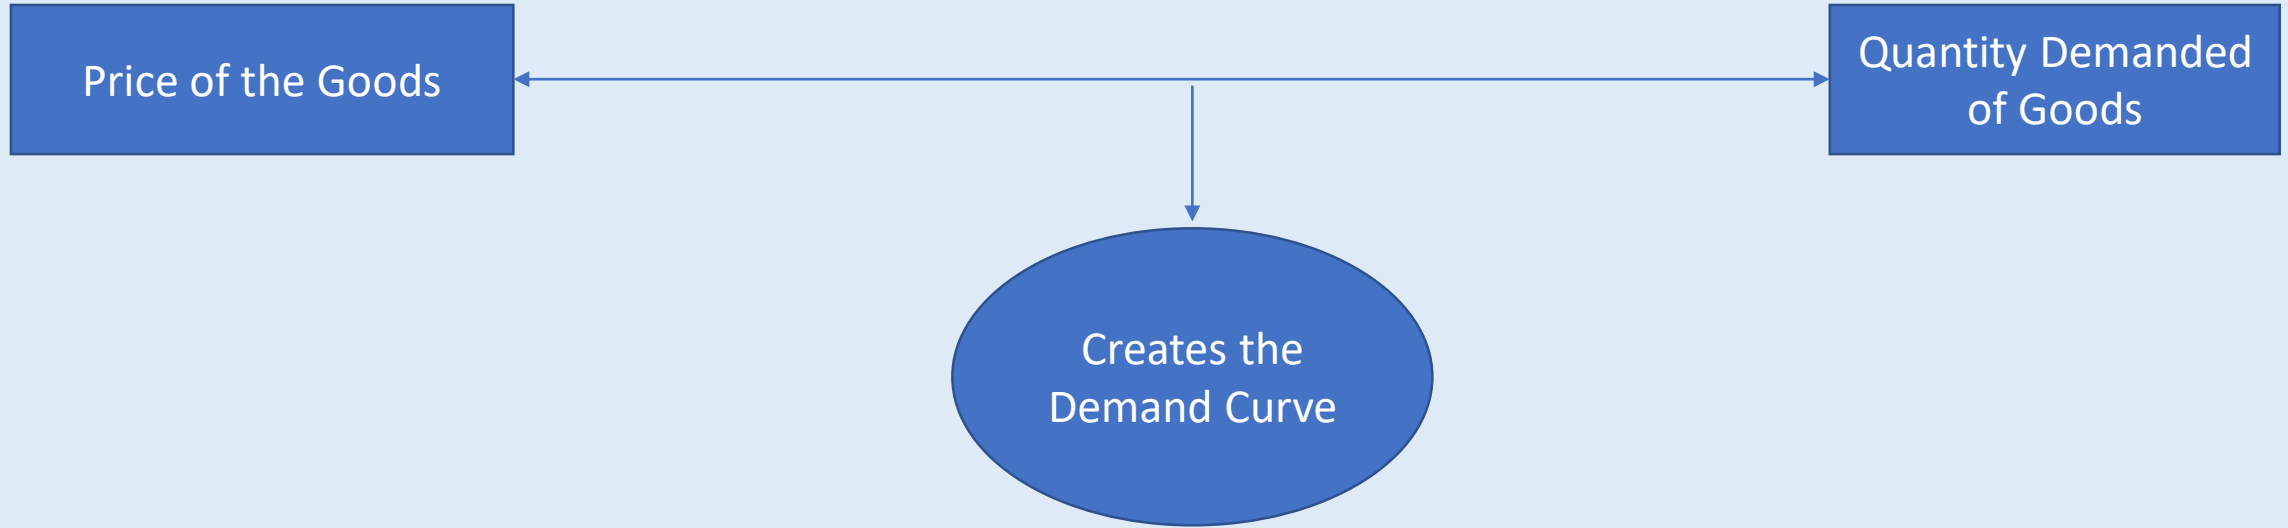 Price of the Goods
Quantity Demanded
of Goods
Creates the
Demand Curve